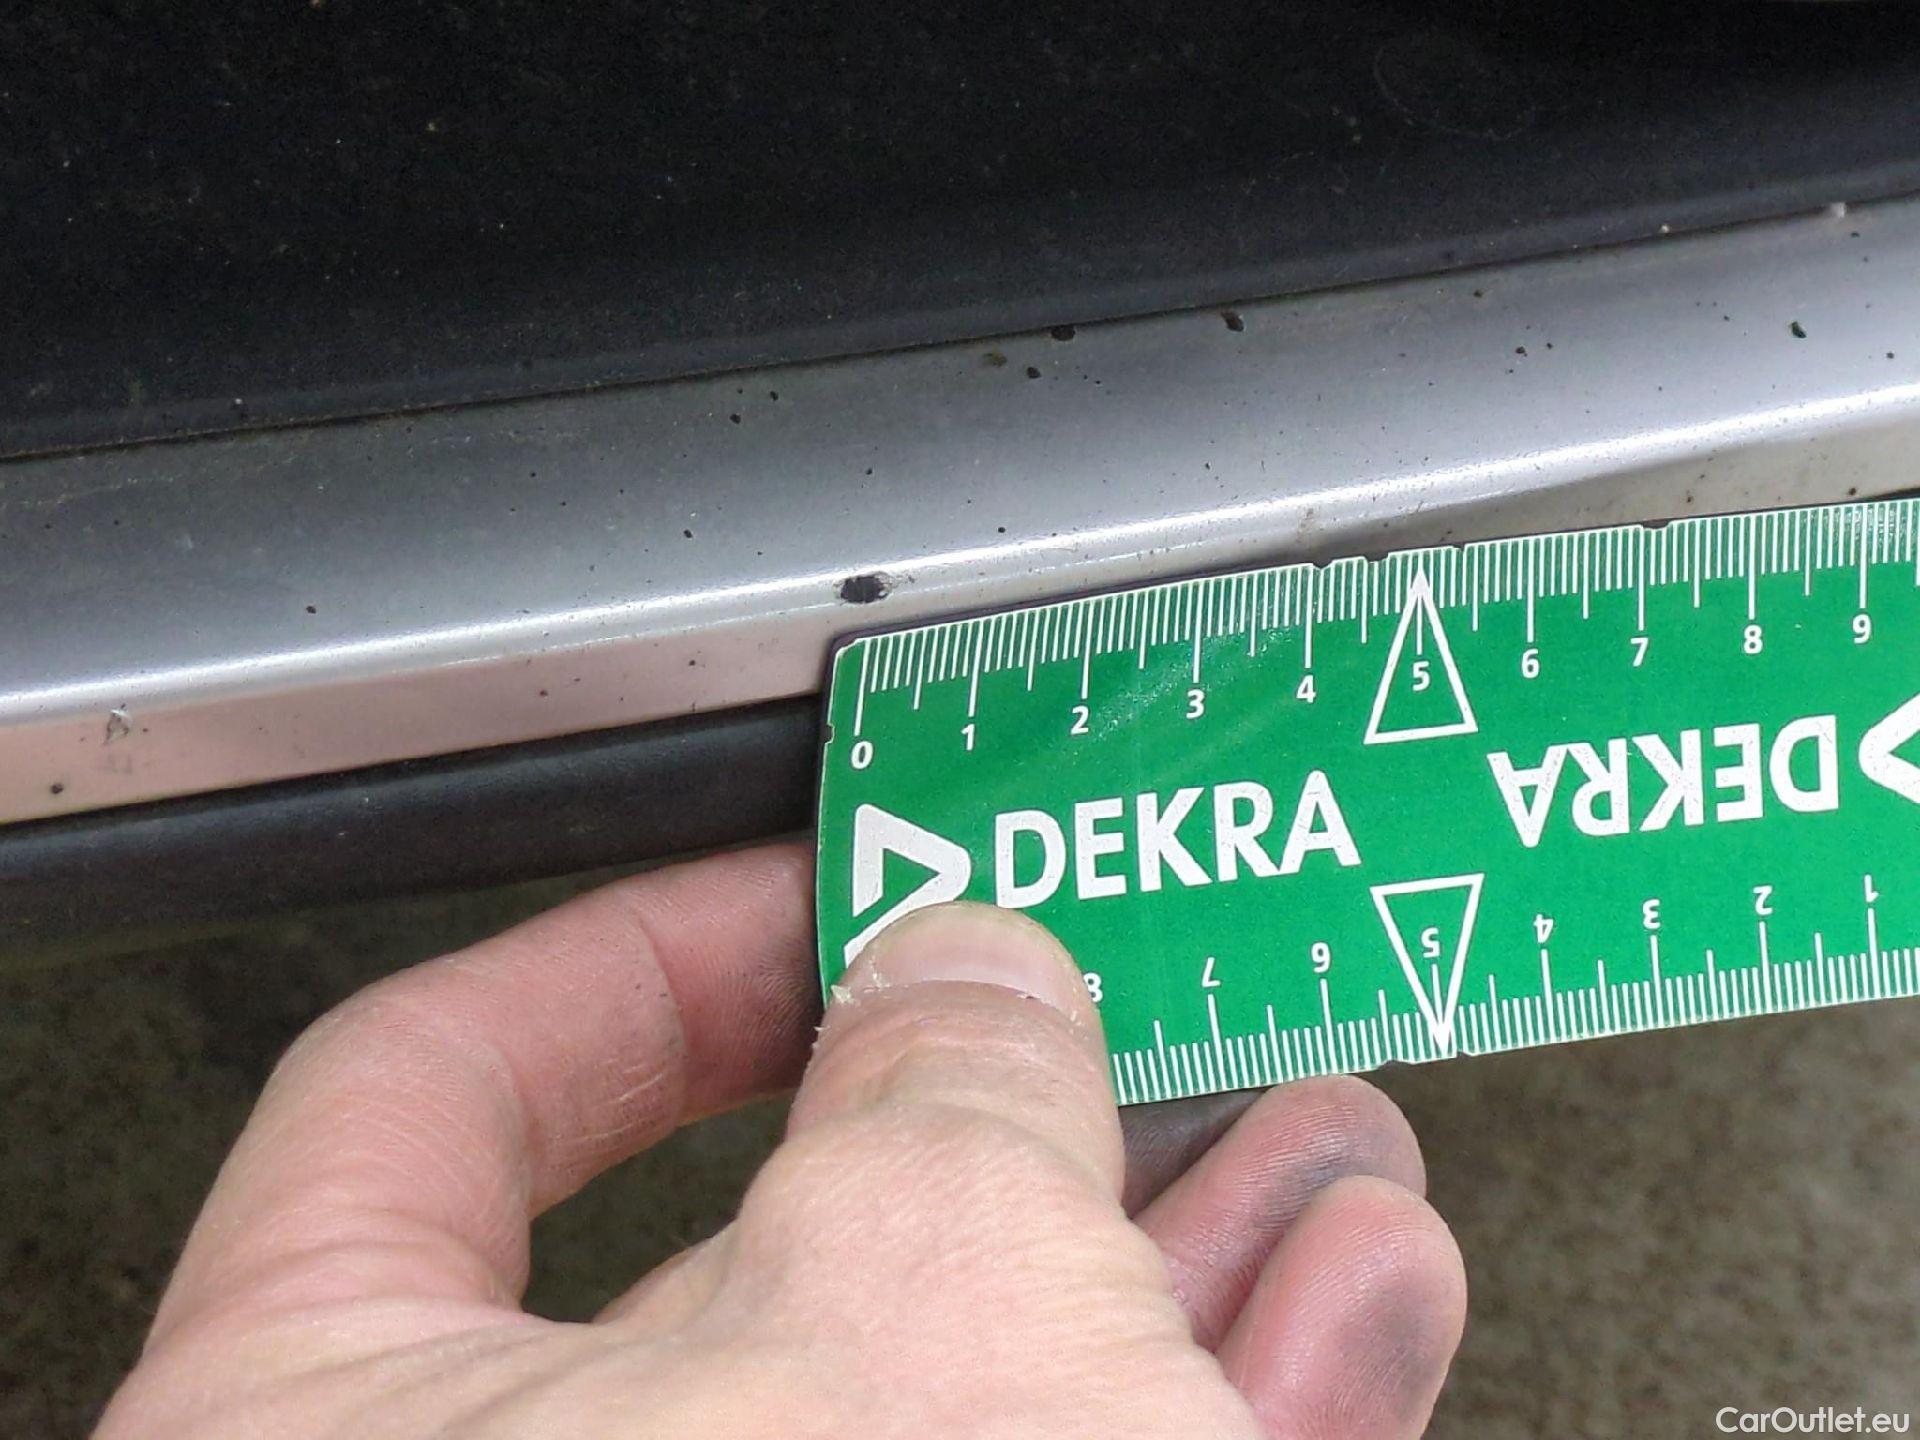 0 1 2 3 4 5 6 7 8 9
DEKRA DEKRA
8 7 6 5 4 3 2 1
CarOutlet.eu